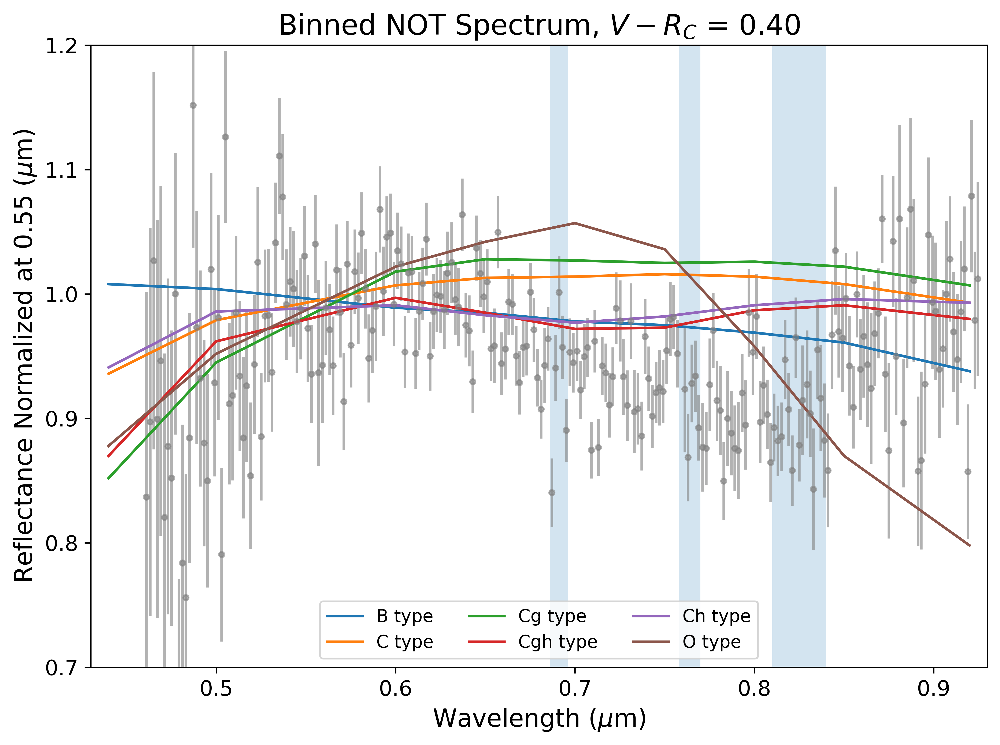 Binned NOT Spectrum, V − R_C = 0.40
Reflectance Normalized at 0.55 (μm)
1.2
1.1
1.0
0.9
0.8
0.7
B type
C type
Cg type
Cgh type
Ch type
O type
0.5 0.6 0.7 0.8 0.9
Wavelength (μm)